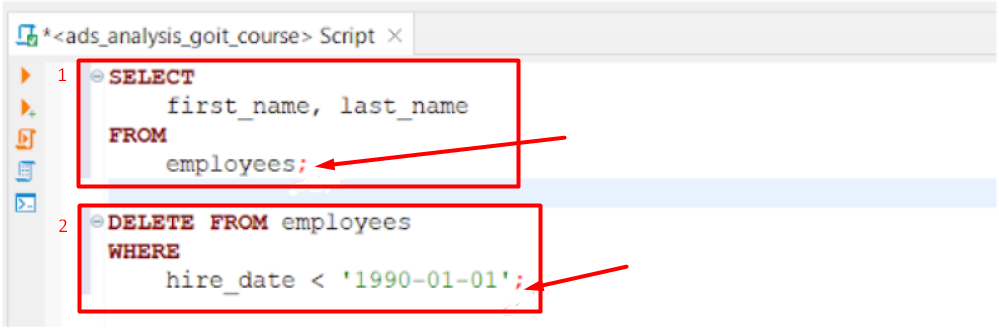 *<ads_analysis_goit_course> Script
1
SELECT
first_name, last_name
FROM
employees;
2
DELETE FROM employees
WHERE
hire_date < '1990-01-01';